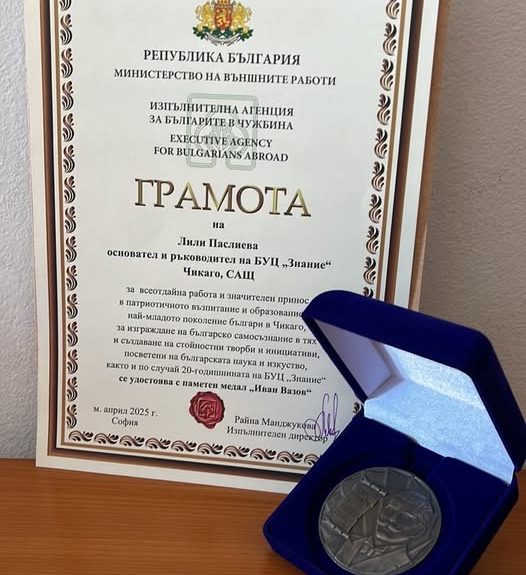 РЕПУБЛИКА БЪЛГАРИЯ
МИНИСТЕРСТВО НА ВЪНШНИТЕ РАБОТИ
ИЗПЪЛНИТЕЛНА АГЕНЦИЯ
ЗА БЪЛГАРИТЕ В ЧУЖБИНА
EXECUTIVE AGENCY
FOR BULGARIANS ABROAD
ГРАМОТА
на
Лили Паслиева
основател и ръководител на БУЦ „Знание“
Чикаго, САЩ
за всеотдайна работа и значителен принос
в патриотичното възпитание и образование
най-младото поколение българи в Чикаго,
за изграждане на българско самосъзнание в тях
и създаване на стойностни творби и инициативи,
посветени на българската наука и изкуство,
както и по случай 20-годишнината на БУЦ „Знание“
се удостоява с паметен медал „Иван Вазов“
м. април 2025 г.
София
Райна Манджукова
Изпълнителен директор